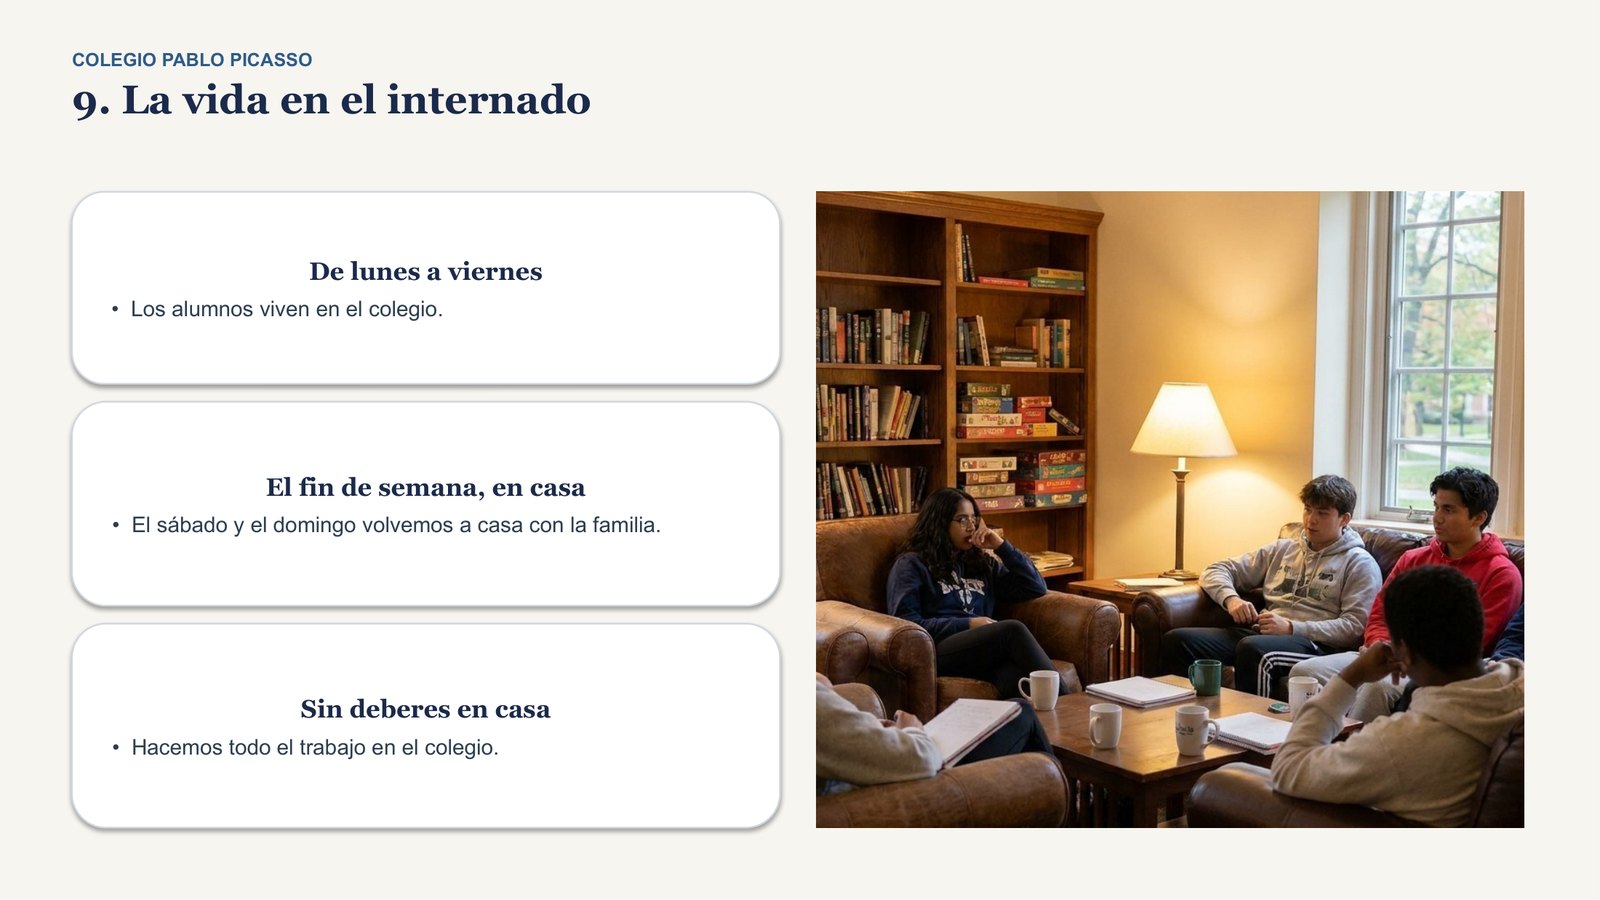 COLEGIO PABLO PICASSO
9. La vida en el internado
De lunes a viernes
• Los alumnos viven en el colegio.
El fin de semana, en casa
• El sábado y el domingo volvemos a casa con la familia.
Sin deberes en casa
• Hacemos todo el trabajo en el colegio.